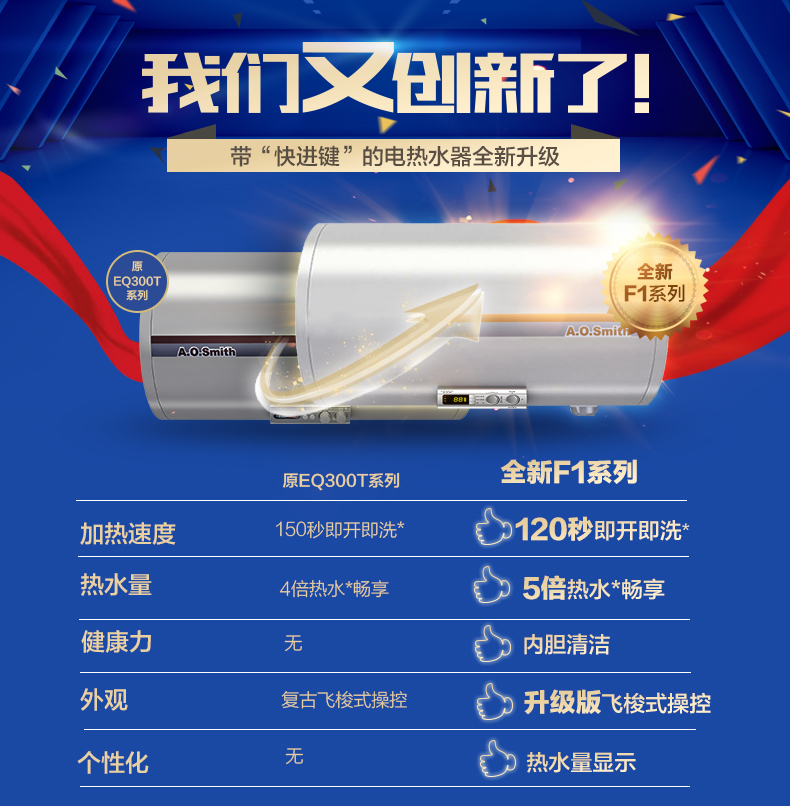 我们又创新了!
带“快进键”的电热水器全新升级
原
EQ300T
系列
全新
F1系列
A.O.Smith
A.O.Smith
原EQ300T系列
全新F1系列
加热速度
150秒即开即洗*
120秒即开即洗*
热水量
4倍热水*畅享
5倍热水*畅享
健康力
无
内胆清洁
外观
复古飞梭式操控
升级版飞梭式操控
个性化
无
热水量显示